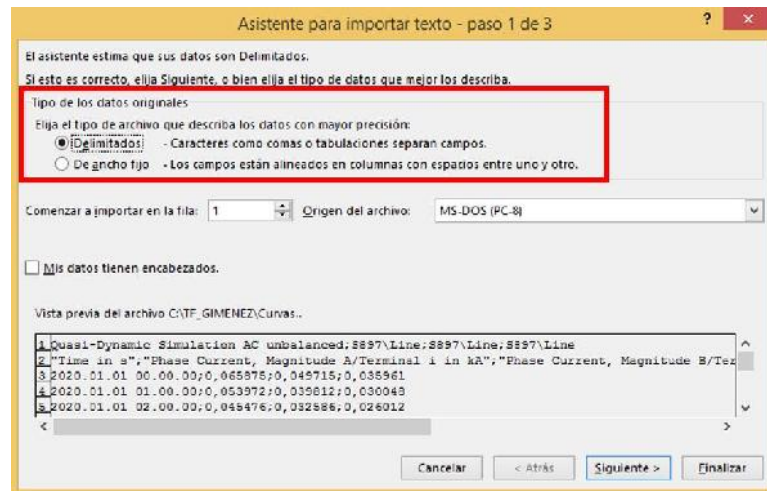 Asistente para importar texto - paso 1 de 3
?
×
El asistente estima que sus datos son Delimitados.
Si esto es correcto, elija Siguiente, o bien elija el tipo de datos que mejor los describa.
Tipo de los datos originales
Elija el tipo de archivo que describa los datos con mayor precisión:
Delimitados - Caracteres como comas o tabulaciones separan campos.
De ancho fijo - Los campos están alineados en columnas con espacios entre uno y otro.
Comenzar a importar en la fila: 1 Origen del archivo: MS-DOS (PC-8)
Mis datos tienen encabezados.
Vista previa del archivo C:\TF_GIMENEZ\Curvas..
1 Quasi-Dynamic Simulation AC unbalanced;S897\Line;S897\Line;S897\Line
2 "Time in s";"Phase Current, Magnitude A/Terminal i in kA";"Phase Current, Magnitude B/Ter
3 2020.01.01 00.00.00;0,065875;0,049715;0,035961
4 2020.01.01 01.00.00;0,053972;0,039812;0,030043
5 2020.01.01 02.00.00;0,045476;0,032586;0,026012
Cancelar < Atrás Siguiente > Finalizar